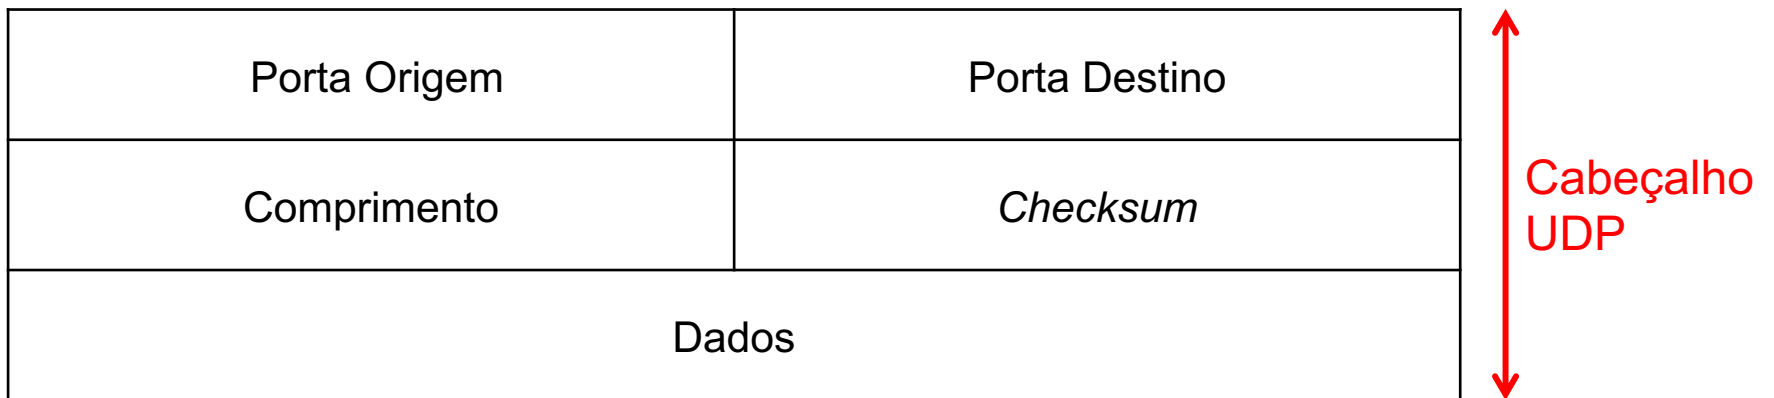 Porta Origem
Porta Destino
Comprimento
Checksum
Dados
Cabeçalho
UDP